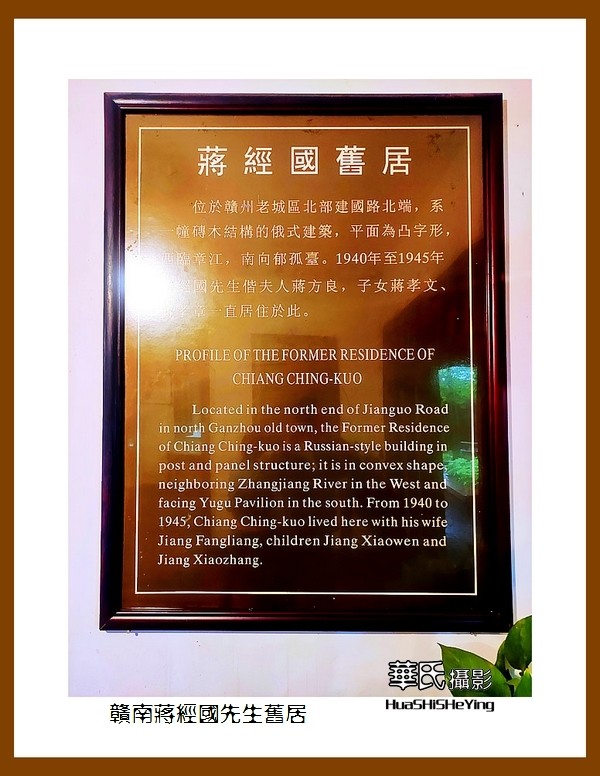 蔣經國舊居
位於贛州老城區北部建國路北端，系
幢磚木結構的俄式建築，平面為凸字形，
臨章江，南向郁孤臺。1940年至1945年
國先生偕夫人蔣方良，子女蔣孝文、
章一直居住於此。
PROFILE OF THE FORMER RESIDENCE OF
CHIANG CHING-KUO
Located in the north end of Jianguo Road
in north Ganzhou old town, the Former Residence
of Chiang Ching-kuo is a Russian-style building in
post and panel structure; it is in convex shape,
neighboring Zhangjiang River in the West and
facing Yugu Pavilion in the south. From 1940 to
1945, Chiang Ching-kuo lived here with his wife
Jiang Fangliang, children Jiang Xiaowen and
Jiang Xiaozhang.
華氏攝影
HuaSHiSHeYing
贛南蔣經國先生舊居